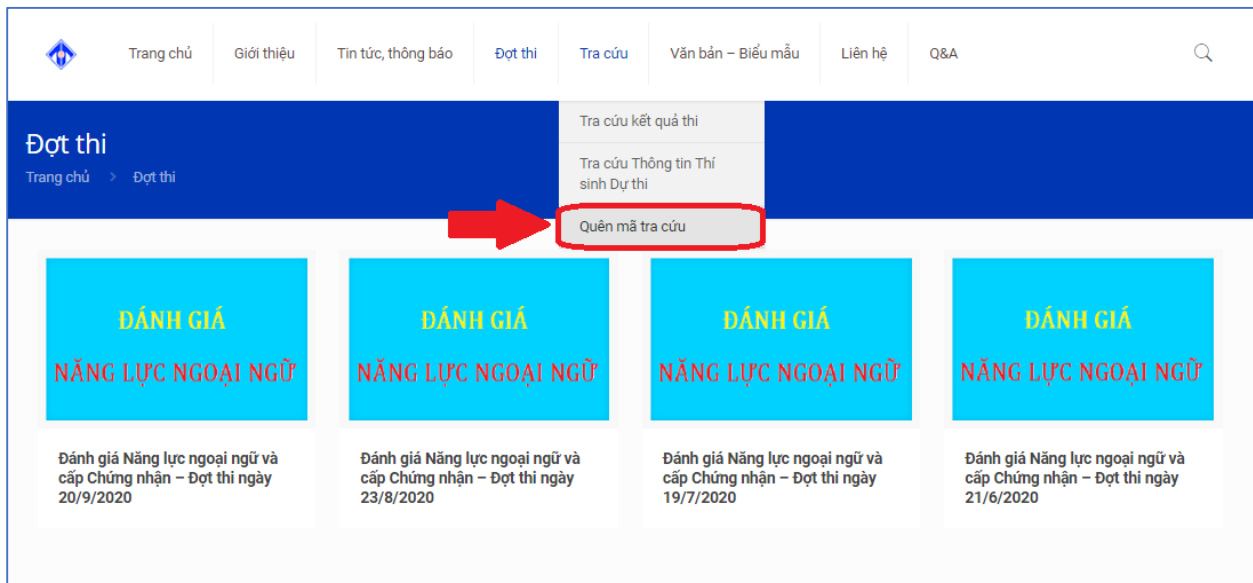 Trang chủ
Giới thiệu
Tin tức, thông báo
Đợt thi
Tra cứu
Văn bản – Biểu mẫu
Liên hệ
Q&A
Tra cứu kết quả thi
Tra cứu Thông tin Thí
sinh Dự thi
Quên mã tra cứu
Đợt thi
Trang chủ > Đợt thi
ĐÁNH GIÁ
NĂNG LỰC NGOẠI NGỮ
Đánh giá Năng lực ngoại ngữ và
cấp Chứng nhận – Đợt thi ngày
20/9/2020
ĐÁNH GIÁ
NĂNG LỰC NGOẠI NGỮ
Đánh giá Năng lực ngoại ngữ và
cấp Chứng nhận – Đợt thi ngày
23/8/2020
ĐÁNH GIÁ
NĂNG LỰC NGOẠI NGỮ
Đánh giá Năng lực ngoại ngữ và
cấp Chứng nhận – Đợt thi ngày
19/7/2020
ĐÁNH GIÁ
NĂNG LỰC NGOẠI NGỮ
Đánh giá Năng lực ngoại ngữ và
cấp Chứng nhận – Đợt thi ngày
21/6/2020